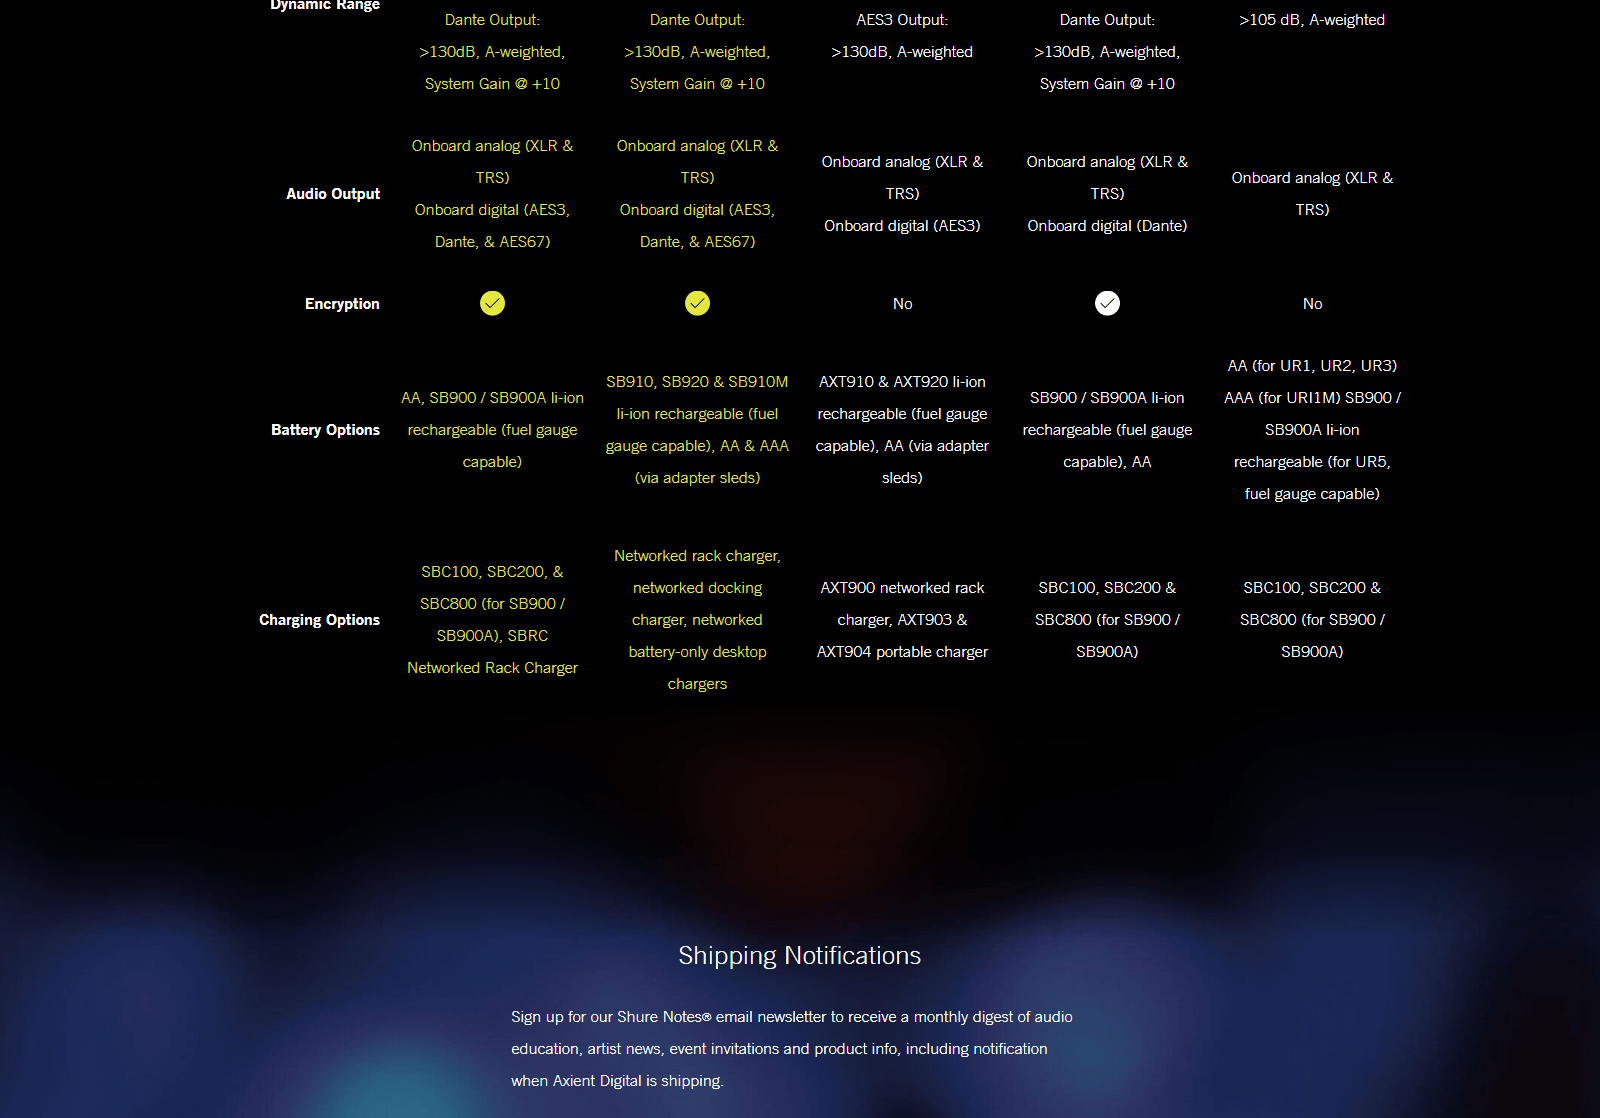 Dynamic Range
Dante Output:
>130dB, A-weighted,
System Gain @ +10
Dante Output:
>130dB, A-weighted,
System Gain @ +10
AES3 Output:
>130dB, A-weighted
Dante Output:
>130dB, A-weighted,
System Gain @ +10
>105 dB, A-weighted
Audio Output
Onboard analog (XLR &
TRS)
Onboard digital (AES3,
Dante, & AES67)
Onboard analog (XLR &
TRS)
Onboard digital (AES3,
Dante, & AES67)
Onboard analog (XLR &
TRS)
Onboard digital (AES3)
Onboard analog (XLR &
TRS)
Onboard digital (Dante)
Onboard analog (XLR &
TRS)
Encryption
No
No
Battery Options
AA, SB900 / SB900A li-ion
rechargeable (fuel gauge
capable)
SB910, SB920 & SB910M
li-ion rechargeable (fuel
gauge capable), AA & AAA
(via adapter sleds)
AXT910 & AXT920 li-ion
rechargeable (fuel gauge
capable), AA (via adapter
sleds)
SB900 / SB900A li-ion
rechargeable (fuel gauge
capable), AA
AA (for UR1, UR2, UR3)
AAA (for URI1M) SB900 /
SB900A li-ion
rechargeable (for UR5,
fuel gauge capable)
Charging Options
SBC100, SBC200, &
SBC800 (for SB900 /
SB900A), SBRC
Networked Rack Charger
Networked rack charger,
networked docking
charger, networked
battery-only desktop
chargers
AXT900 networked rack
charger, AXT903 &
AXT904 portable charger
SBC100, SBC200 &
SBC800 (for SB900 /
SB900A)
SBC100, SBC200 &
SBC800 (for SB900 /
SB900A)
Shipping Notifications
Sign up for our Shure Notes® email newsletter to receive a monthly digest of audio
education, artist news, event invitations and product info, including notification
when Axient Digital is shipping.